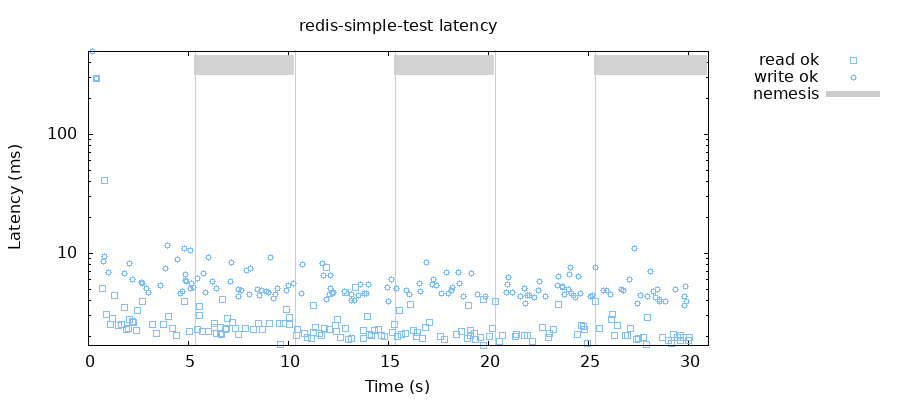 redis-simple-test latency
read ok
write ok
nemesis
Latency (ms)
100
10
0 5 10 15 20 25 30
Time (s)